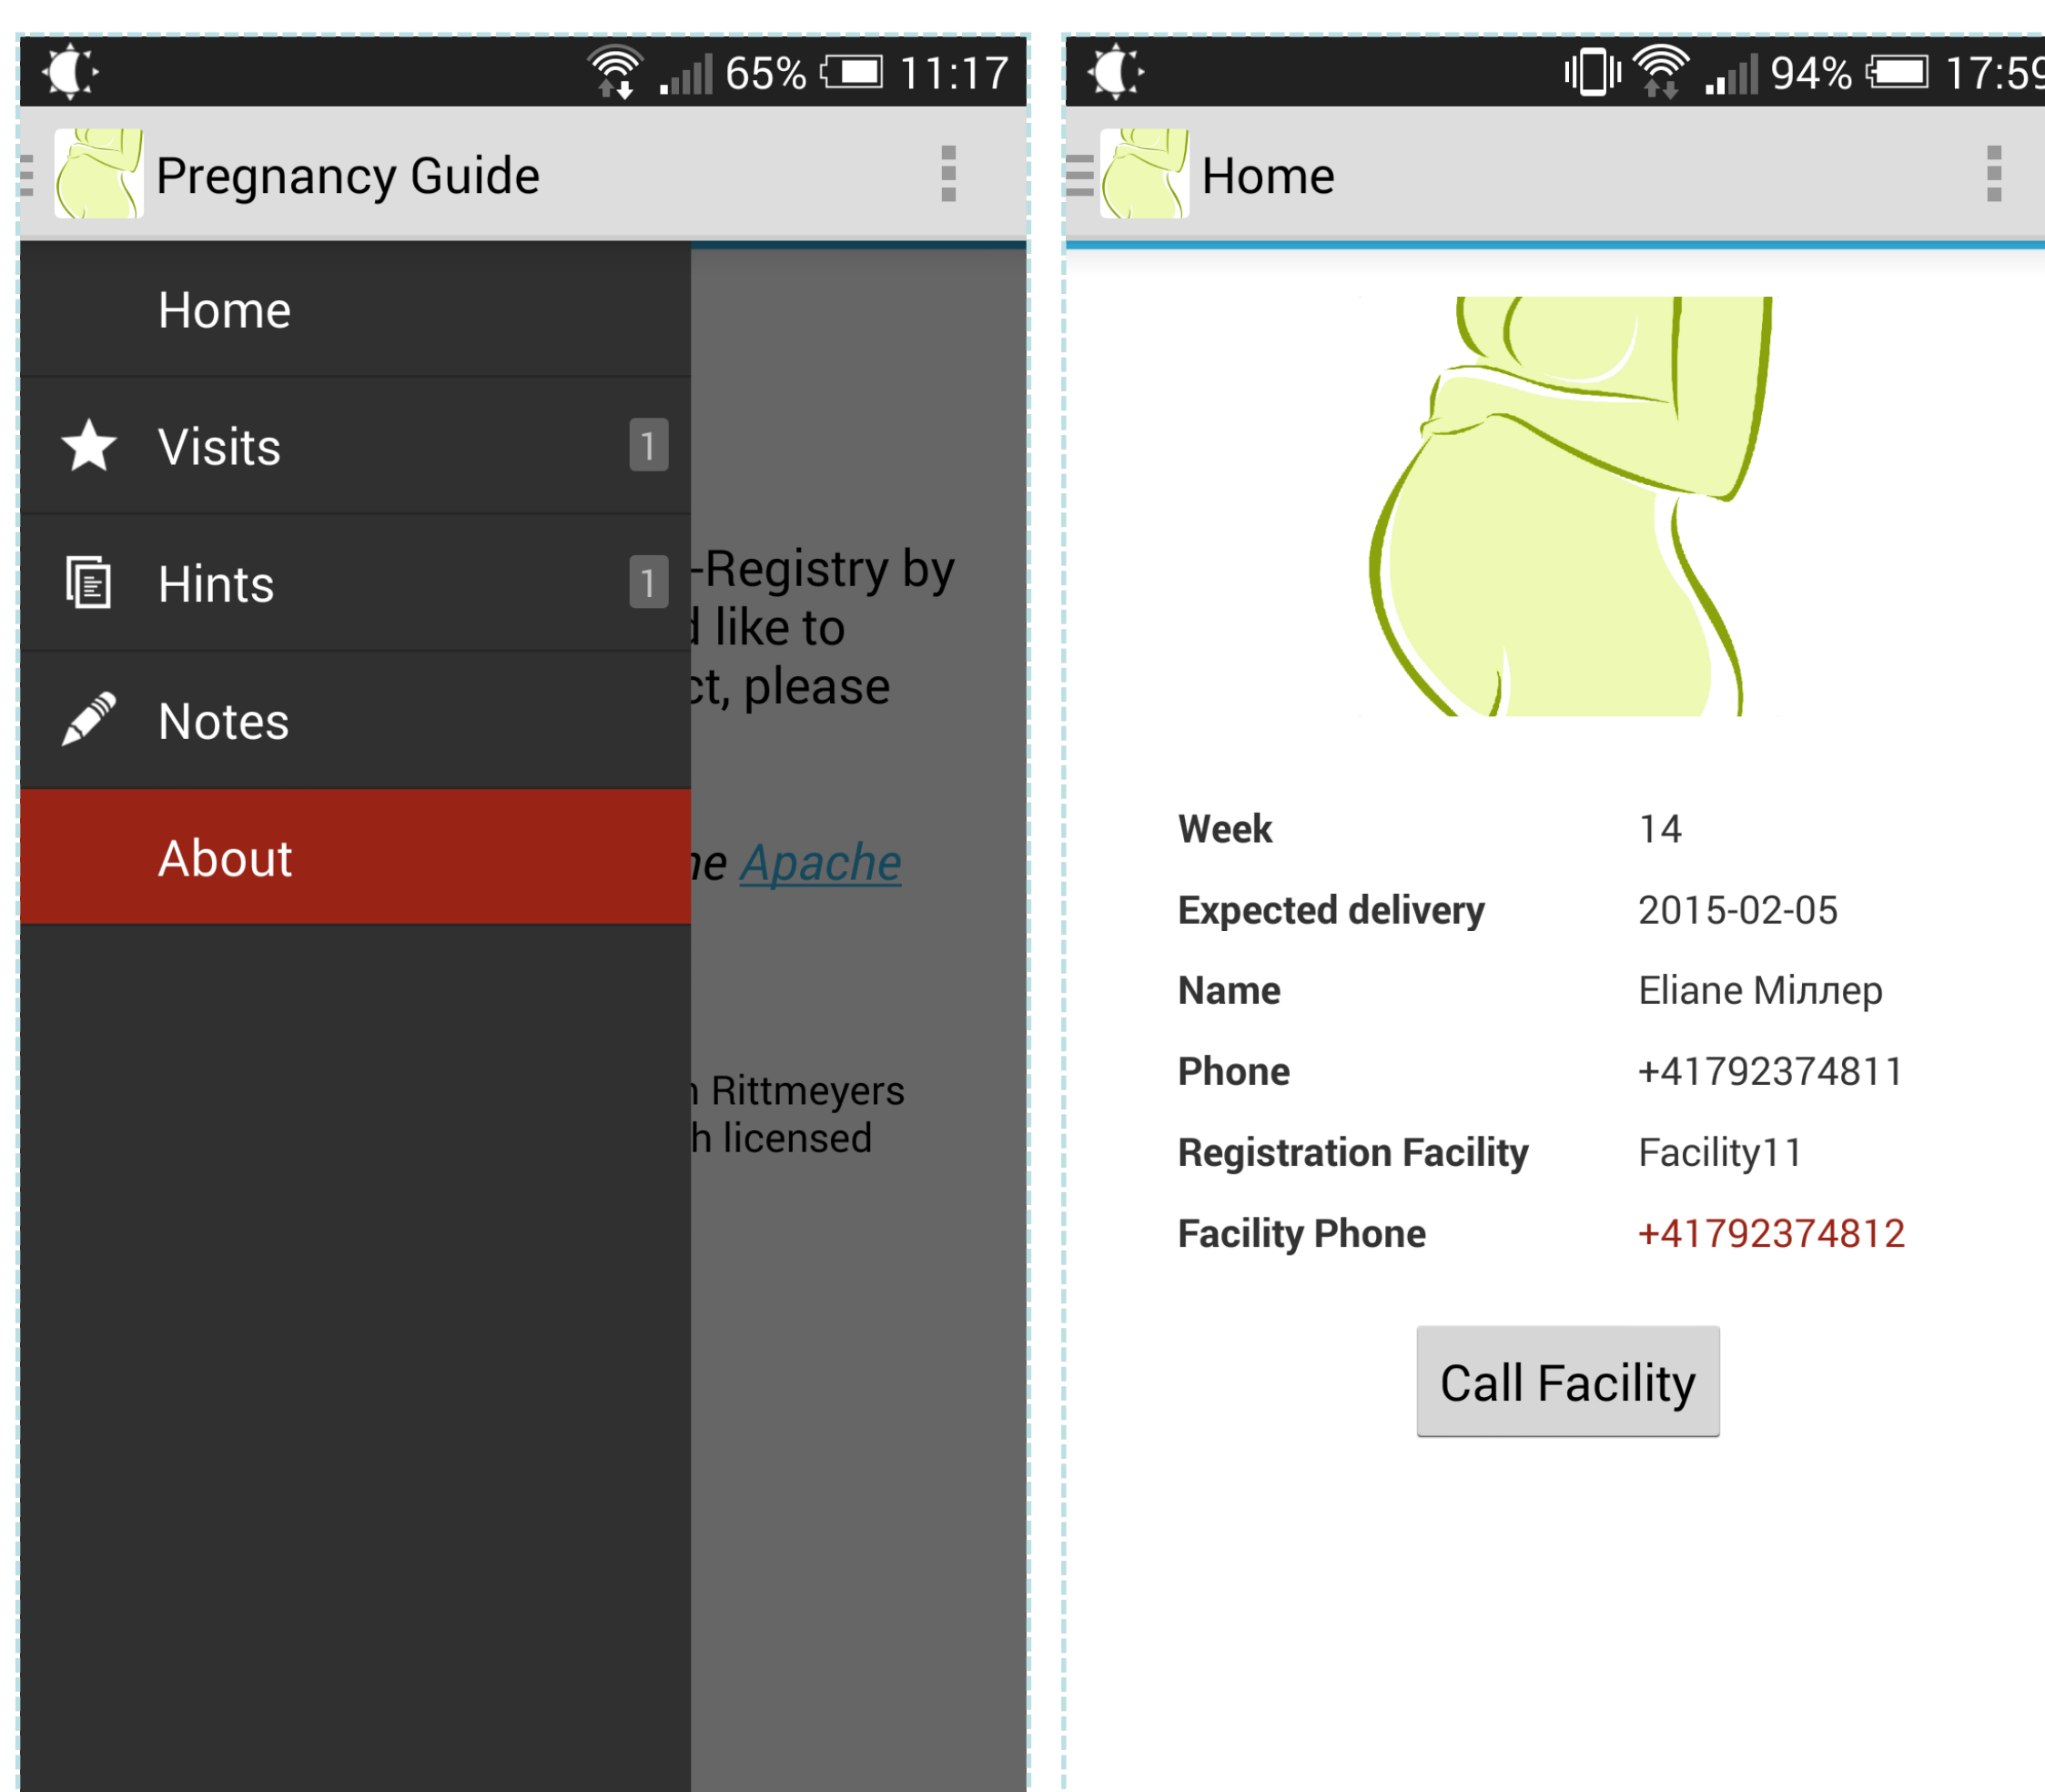 65% 11:17
Pregnancy Guide
Home
Visits 1
Hints 1
Notes
About
-Registry by
like to
please
Apache
Rittmeyers
licensed
94% 17:59
Home
Week 14
Expected delivery 2015-02-05
Name Eliane Міллер
Phone +41792374811
Registration Facility Facility11
Facility Phone +41792374812
Call Facility